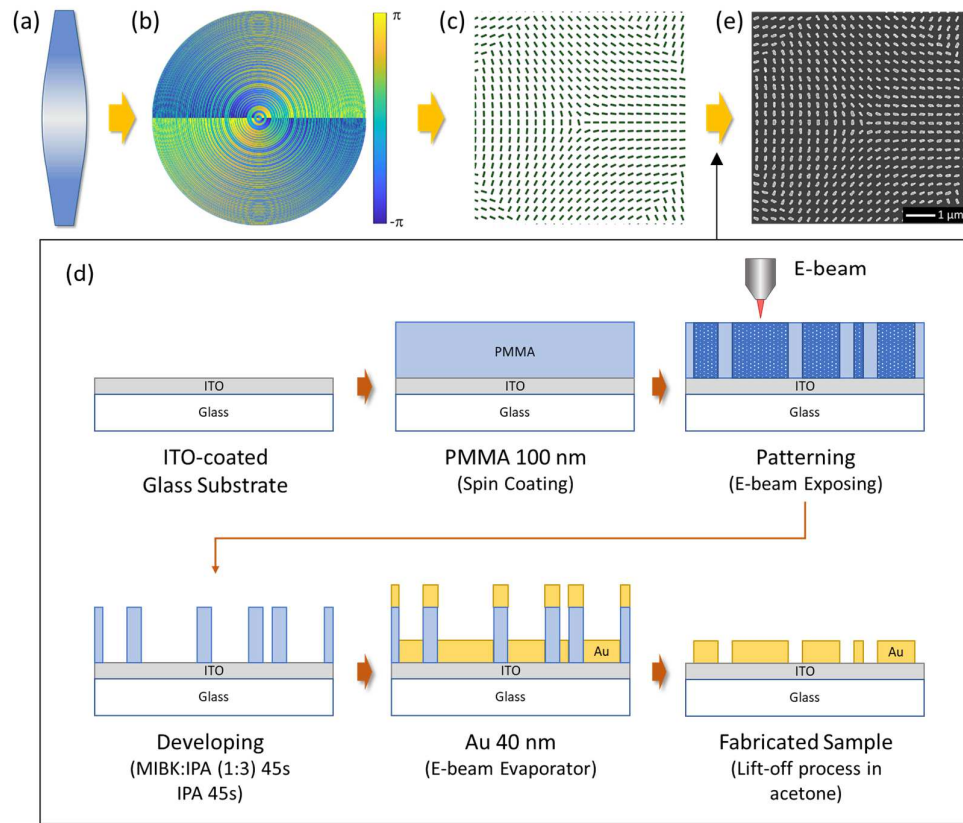 (a)
(b)
π
-π
(c)
(e)
1 μm
(d)
E-beam
PMMA
ITO
ITO
ITO
Glass
Glass
Glass
ITO-coated
Glass Substrate
PMMA 100 nm
(Spin Coating)
Patterning
(E-beam Exposing)
Au
Au
ITO
ITO
ITO
Glass
Glass
Glass
Developing
(MIBK:IPA (1:3) 45s
IPA 45s)
Au 40 nm
(E-beam Evaporator)
Fabricated Sample
(Lift-off process in
acetone)